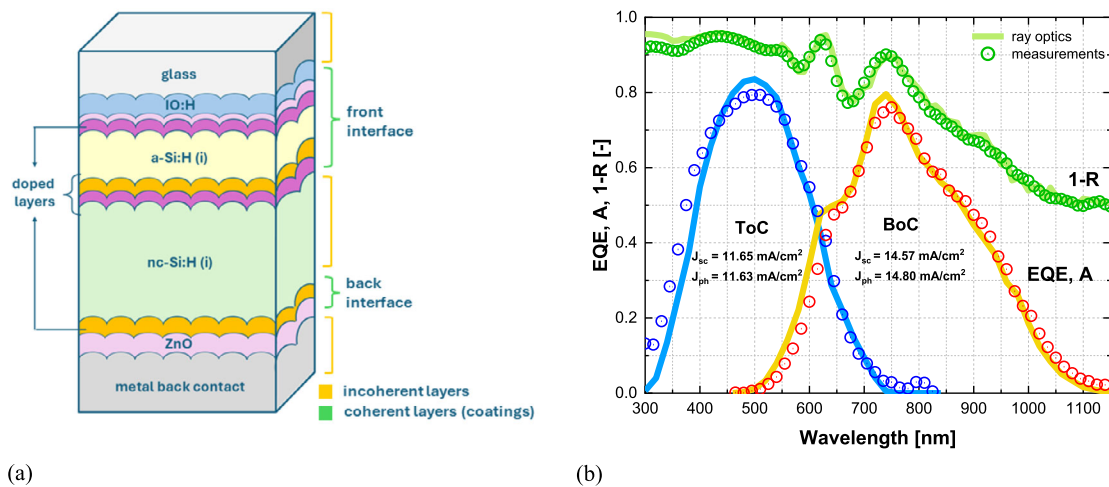 glass
IO:H
front
interface
a-Si:H (i)
doped
layers
nc-Si:H (i)
back
interface
ZnO
metal back contact
incoherent layers
coherent layers (coatings)
(a)
EQE, A, 1-R [-]
1.0
0.8
0.6
0.4
0.2
0.0
ray optics
measurements
1-R
ToC
BoC
Jsc = 11.65 mA/cm²
Jph = 11.63 mA/cm²
Jsc = 14.57 mA/cm²
Jph = 14.80 mA/cm²
EQE, A
300 400 500 600 700 800 900 1000 1100
Wavelength [nm]
(b)